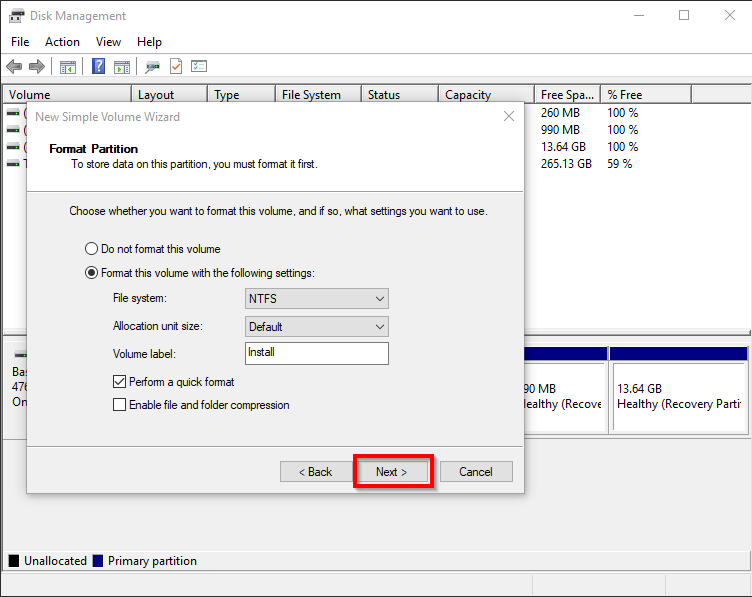 Disk Management
File Action View Help
Volume Layout Type File System Status Capacity Free Spa... % Free
260 MB 100 %
990 MB 100 %
13.64 GB 100 %
265.13 GB 59 %
New Simple Volume Wizard
Format Partition
To store data on this partition, you must format it first.
Choose whether you want to format this volume, and if so, what settings you want to use.
Do not format this volume
Format this volume with the following settings:
File system: NTFS
Allocation unit size: Default
Volume label: Install
Perform a quick format
Enable file and folder compression
< Back Next > Cancel
Bas
476
On
90 MB
ealthy (Recove
13.64 GB
Healthy (Recovery Parti
Unallocated Primary partition